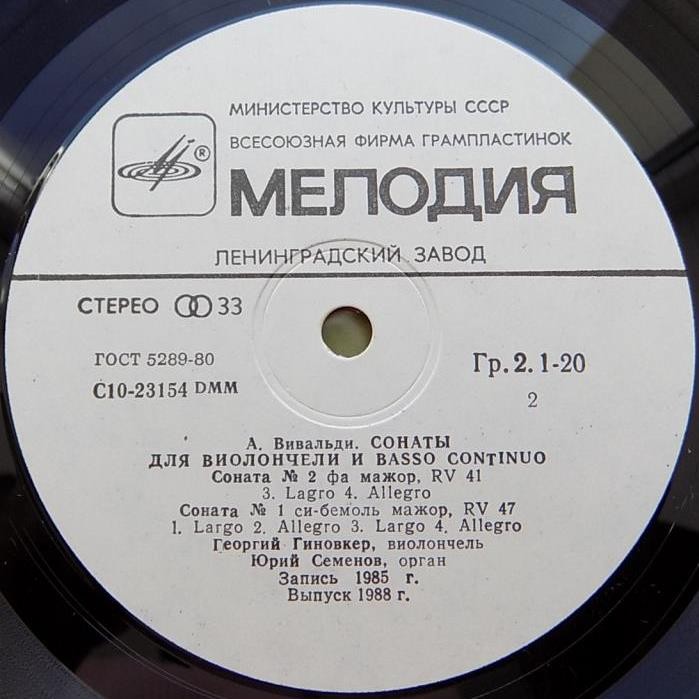 МИНИСТЕРСТВО КУЛЬТУРЫ СССР
ВСЕСОЮЗНАЯ ФИРМА ГРАМПЛАСТИНОК
®
МЕЛОДИЯ
ЛЕНИНГРАДСКИЙ ЗАВОД
СТЕРЕО 33
ГОСТ 5289-80
Гр. 2. 1-20
С10-23154 DMM
2
А. Вивальди. СОНАТЫ
ДЛЯ ВИОЛОНЧЕЛИ И BASSO CONTINUO
Соната № 2 фа мажор, RV 41
3. Lagro 4. Allegro
Соната № 1 си-бемоль мажор, RV 47
1. Largo 2. Allegro 3. Largo 4. Allegro
Георгий Гиновкер, виолончель
Юрий Семенов, орган
Запись 1985 г.
Выпуск 1988 г.